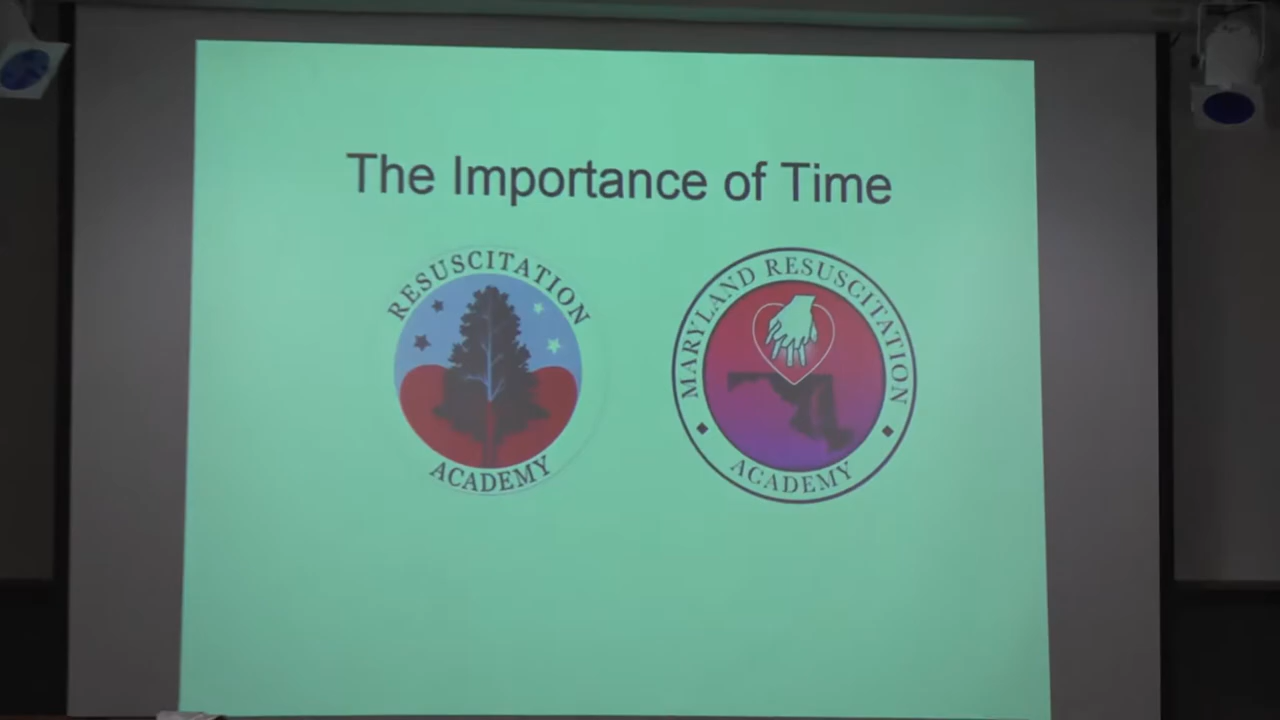 The Importance of Time
RESUSCITATION
ACADEMY
MARYLAND RESUSCITATION
ACADEMY